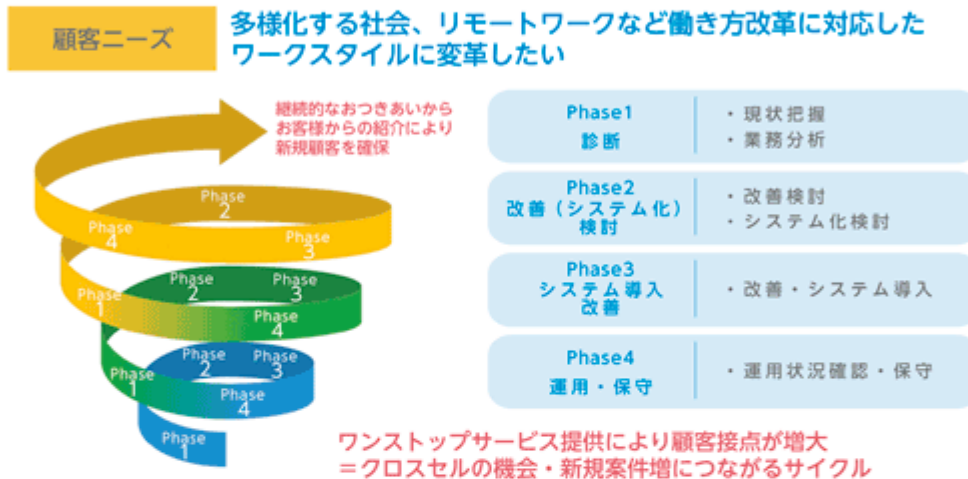 顧客ニーズ
多様化する社会、リモートワークなど働き方改革に対応した
ワークスタイルに変革したい
継続的なおつきあいから
お客様からの紹介により
新規顧客を確保
Phase
2
Phase
4
Phase
3
Phase
1
Phase
2
Phase
3
Phase
4
Phase
1
Phase
2
Phase
3
Phase
4
Phase
1
Phase1
診断
・現状把握
・業務分析
Phase2
改善（システム化）
検討
・改善検討
・システム化検討
Phase3
システム導入
改善
・改善・システム導入
Phase4
運用・保守
・運用状況確認・保守
ワンストップサービス提供により顧客接点が増大
＝クロスセルの機会・新規案件増につながるサイクル